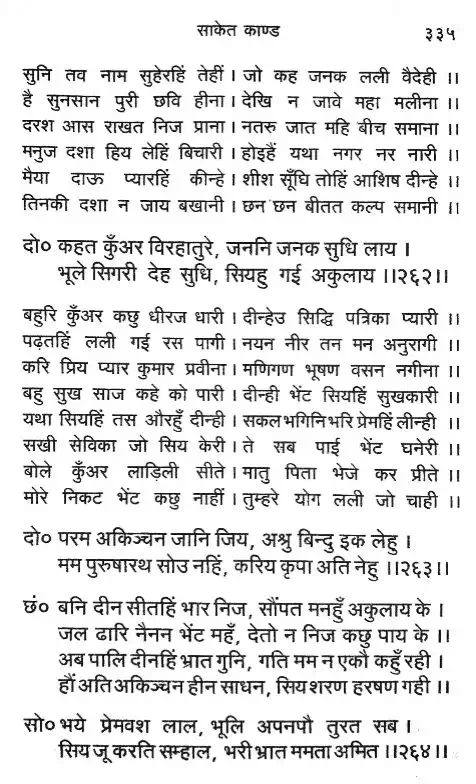 साकेत काण्ड ३३५
सुनि तव नाम सुहेरहिं तेहीं । जो कह जनक लली वैदेही ।।
है सुनसान पुरी छवि हीना । देखि न जावे महा मलीना ।।
दरश आस राखत निज प्राना । नतरु जात महि बीच समाना ।।
मनुज दशा हिय लेहिं बिचारी । होइहैं यथा नगर नर नारी ।।
मैया दाऊ प्यारहिं कीन्हे । शीश सूँघि तोहिं आशिष दीन्हे ।।
तिनकी दशा न जाय बखानी । छन छन बीतत कल्प समानी ।।
दो० कहत कुँअर विरहातुरे, जननि जनक सुधि लाय ।
भूले सिगरी देह सुधि, सियहु गई अकुलाय ।।२६२।।
बहुरि कुँअर कछु धीरज धारी । दीन्हेउ सिद्धि पत्रिका प्यारी ।।
पढ़तहिं लली गई रस पागी । नयन नीर तन मन अनुरागी ।।
करि प्रिय प्यार कुमार प्रवीना । मणिगण भूषण वसन नगीना ।।
बहु सुख साज कहे को पारी । दीन्ही भेंट सियहिं सुखकारी ।।
यथा सियहिं तस औरहुँ दीन्ही । सकल भगिनि भरि प्रेमहिं लीन्ही ।।
सखी सेविका जो सिय केरी । ते सब पाई भेंट घनेरी ।।
बोले कुँअर लाड़िली सीते । मातु पिता भेजे कर प्रीते ।।
मोरे निकट भेंट कछु नाहीं । तुम्हरे योग लली जो चाही ।।
दो० परम अकिञ्चन जानि जिय, अश्रु बिन्दु इक लेहु ।
मम पुरुषारथ सोउ नहिं, करिय कृपा अति नेहु ।।२६३।।
छं० बनि दीन सीतहिं भार निज, सौंपत मनहुँ अकुलाय के ।
जल ढारि नैनन भेंट महँ, देतो न निज कछु पाय के ।।
अब पालि दीनहिं भ्रात गुनि, गति मम न एकौ कहुँ रही ।
हौं अति अकिञ्चन हीन साधन, सिय शरण हरषण गही ।।
सो० भये प्रेमवश लाल, भूलि अपनपौ तुरत सब ।
सिय जू करति सम्हाल, भरी भ्रात ममता अमित ।।२६४।।